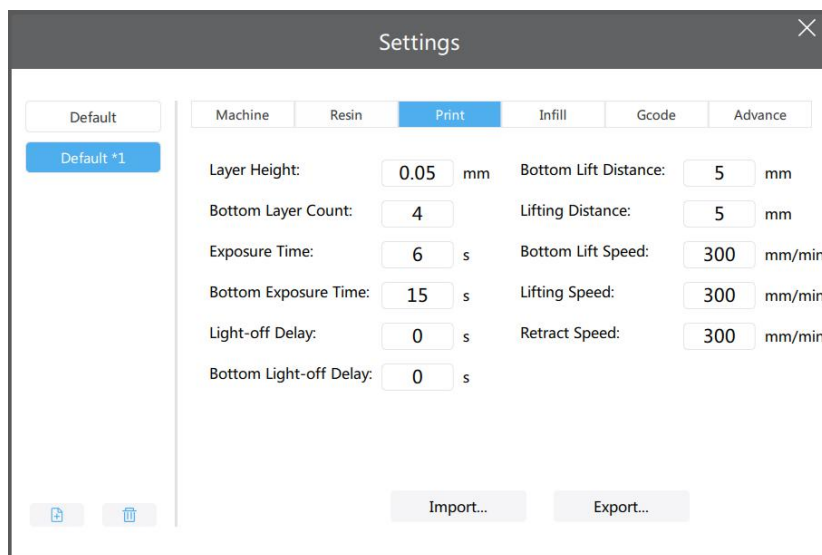 Settings
Default
Default *1
Machine Resin Print Infill Gcode Advance
Layer Height: 0.05 mm
Bottom Layer Count: 4
Exposure Time: 6 s
Bottom Exposure Time: 15 s
Light-off Delay: 0 s
Bottom Light-off Delay: 0 s
Bottom Lift Distance: 5 mm
Lifting Distance: 5 mm
Bottom Lift Speed: 300 mm/min
Lifting Speed: 300 mm/min
Retract Speed: 300 mm/min
Import... Export...